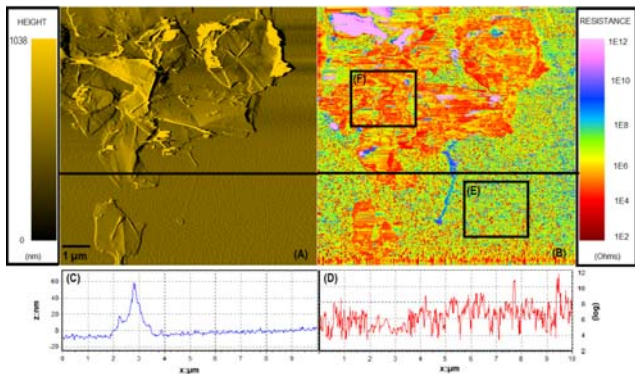 HEIGHT
1038
0
(nm)
1 µm
(A)
(F)
(E)
(B)
RESISTANCE
1E12
1E10
1E6
1E4
1E2
(Ohms)
(C)
z:nm
60
40
20
0
-20
0
1
2
3
4
5
6
7
8
9
x:µm
(D)
12
10
8
6
4
2
(log)
0
1
2
3
4
5
6
7
8
9
10
x:µm